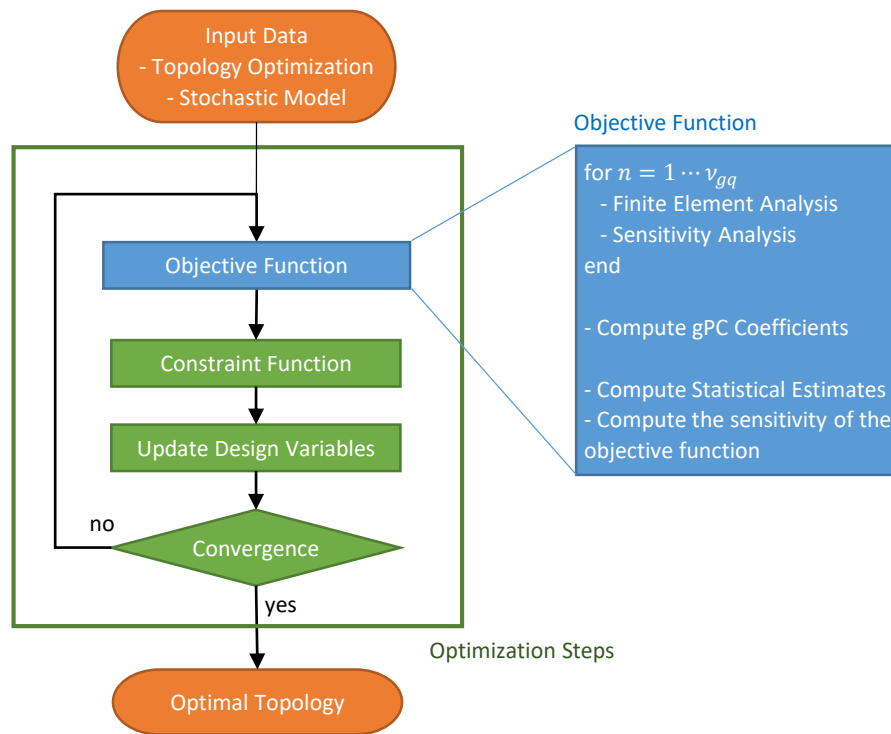 Input Data
- Topology Optimization
- Stochastic Model
Objective Function
for n = 1 ⋯ ν_{gq}
- Finite Element Analysis
- Sensitivity Analysis
end
- Compute gPC Coefficients
- Compute Statistical Estimates
- Compute the sensitivity of the
objective function
Objective Function
Constraint Function
Update Design Variables
no
Convergence
yes
Optimization Steps
Optimal Topology